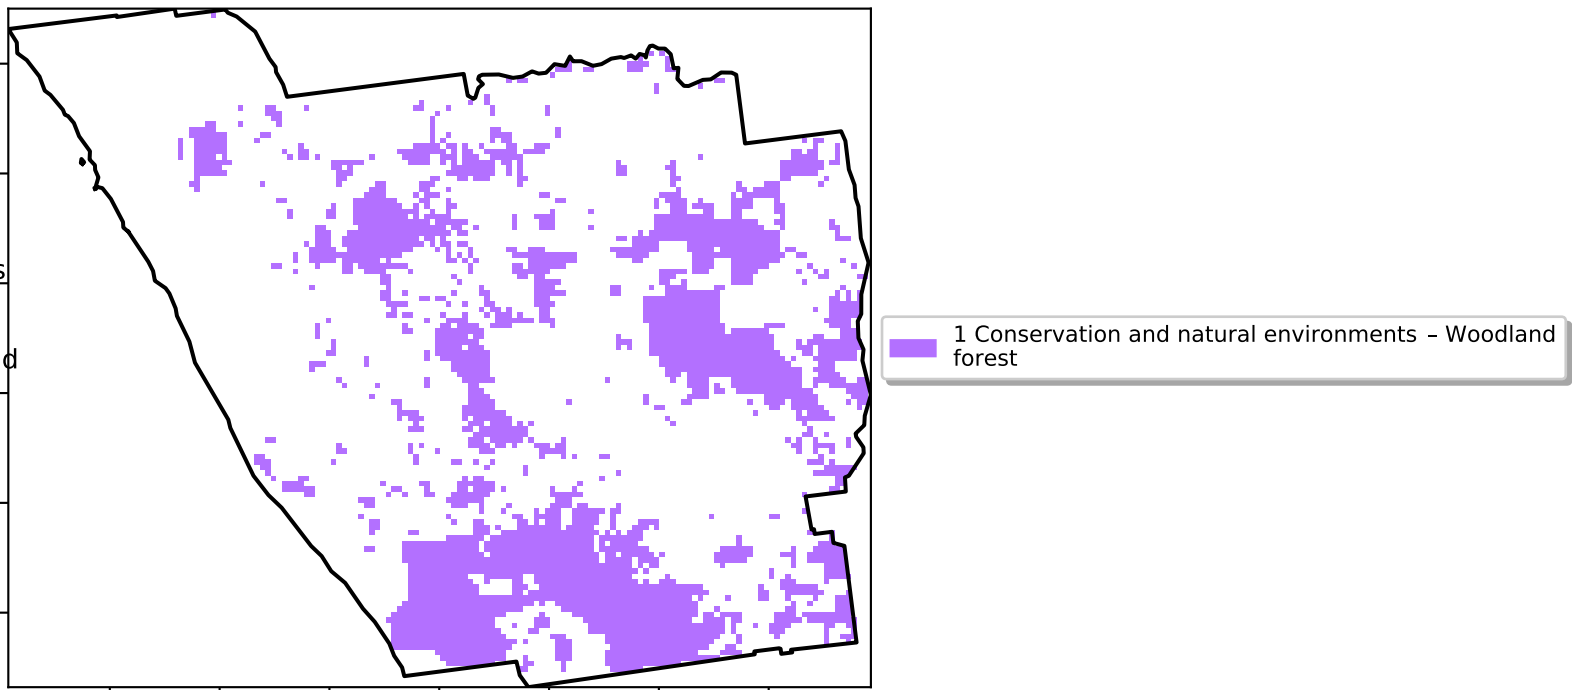 s
d
1 Conservation and natural environments – Woodland
forest